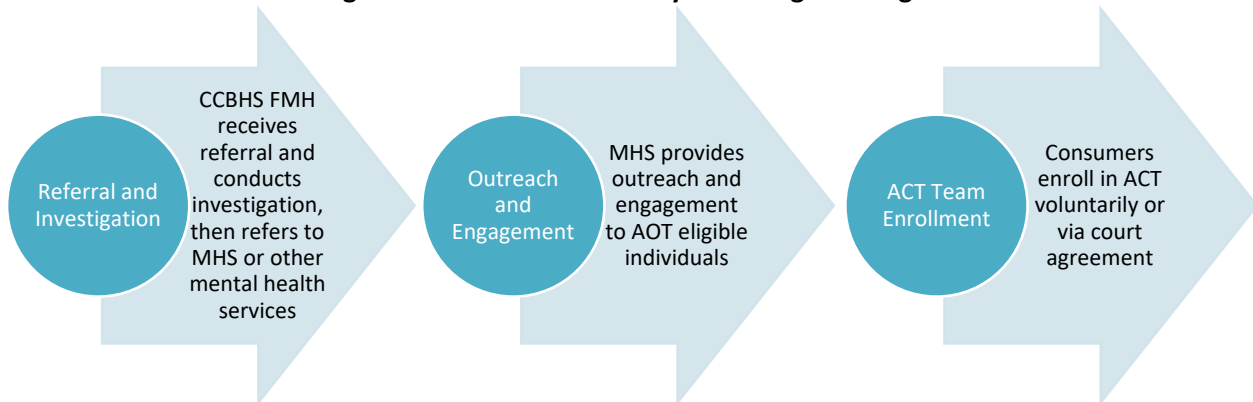 Referral and
Investigation
CCBHS FMH
receives
referral and
conducts
investigation,
then refers to
MHS or other
mental health
services
Outreach
and
Engagement
MHS provides
outreach and
engagement
to AOT eligible
individuals
ACT Team
Enrollment
Consumers
enroll in ACT
voluntarily or
via court
agreement